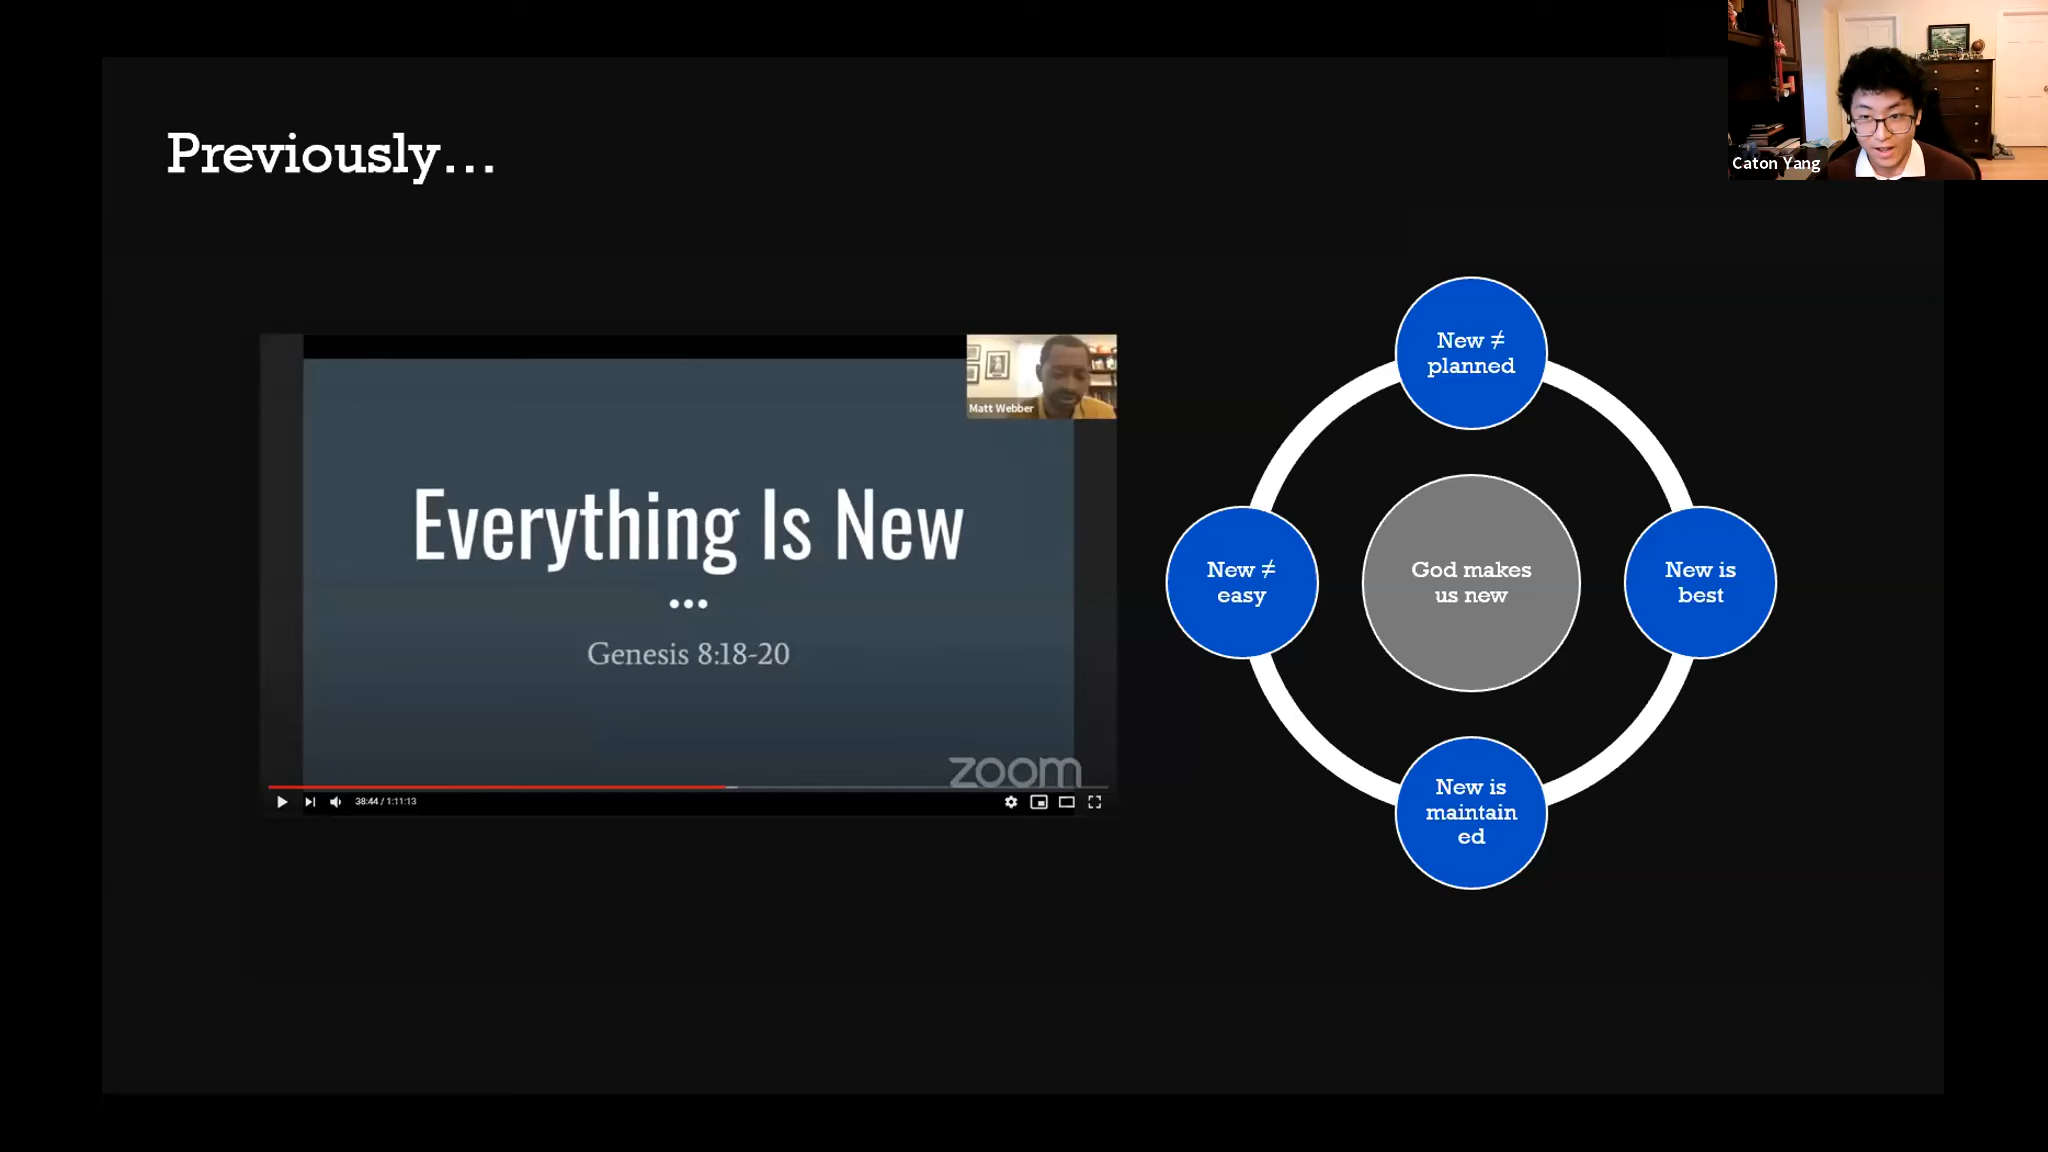 Previously...
Caton Yang
Matt Webber
Everything Is New
Genesis 8:18-20
zoom
38:44 / 1:11:13
New ≠
planned
New ≠
easy
God makes
us new
New is
best
New is
maintain
ed